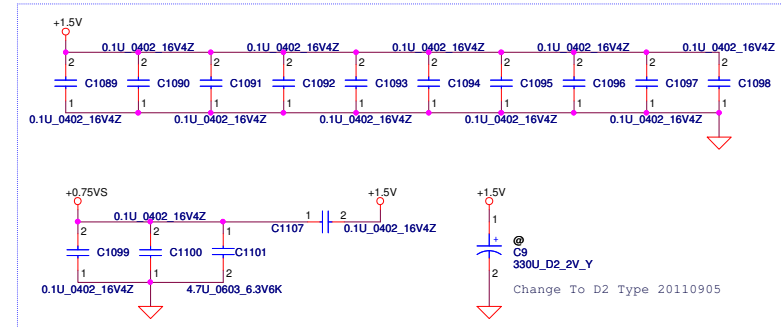 +1.5V
0.1U_0402_16V4Z 0.1U_0402_16V4Z 0.1U_0402_16V4Z 0.1U_0402_16V4Z 0.1U_0402_16V4Z
2 2 2 2 2 2 2 2 2 2
C1089 C1090 C1091 C1092 C1093 C1094 C1095 C1096 C1097 C1098
1 1 1 1 1 1 1 1 1 1
0.1U_0402_16V4Z 0.1U_0402_16V4Z 0.1U_0402_16V4Z 0.1U_0402_16V4Z 0.1U_0402_16V4Z
+0.75VS +1.5V +1.5V
0.1U_0402_16V4Z 1 2 1
C1107 0.1U_0402_16V4Z
2 2 1
+ @
C1099 C1100 C1101 C9
330U_D2_2V_Y
1 1 2 2
0.1U_0402_16V4Z 4.7U_0603_6.3V6K
Change To D2 Type 20110905